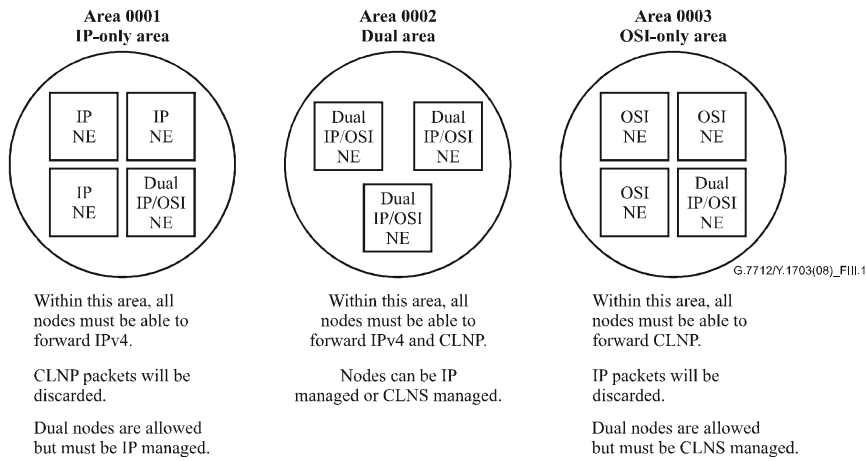 Area 0001
IP-only area
IP
NE
IP
NE
IP
NE
Dual
IP/OSI
NE
Within this area, all
nodes must be able to
forward IPv4.
CLNP packets will be
discarded.
Dual nodes are allowed
but must be IP managed.
Area 0002
Dual area
Dual
IP/OSI
NE
Dual
IP/OSI
NE
Dual
IP/OSI
NE
Within this area, all
nodes must be able to
forward IPv4 and CLNP.
Nodes can be IP
managed or CLNS managed.
Area 0003
OSI-only area
OSI
NE
OSI
NE
OSI
NE
Dual
IP/OSI
NE
G.7712/Y.1703(08)_FIII.1
Within this area, all
nodes must be able to
forward CLNP.
IP packets will be
discarded.
Dual nodes are allowed
but must be CLNS managed.